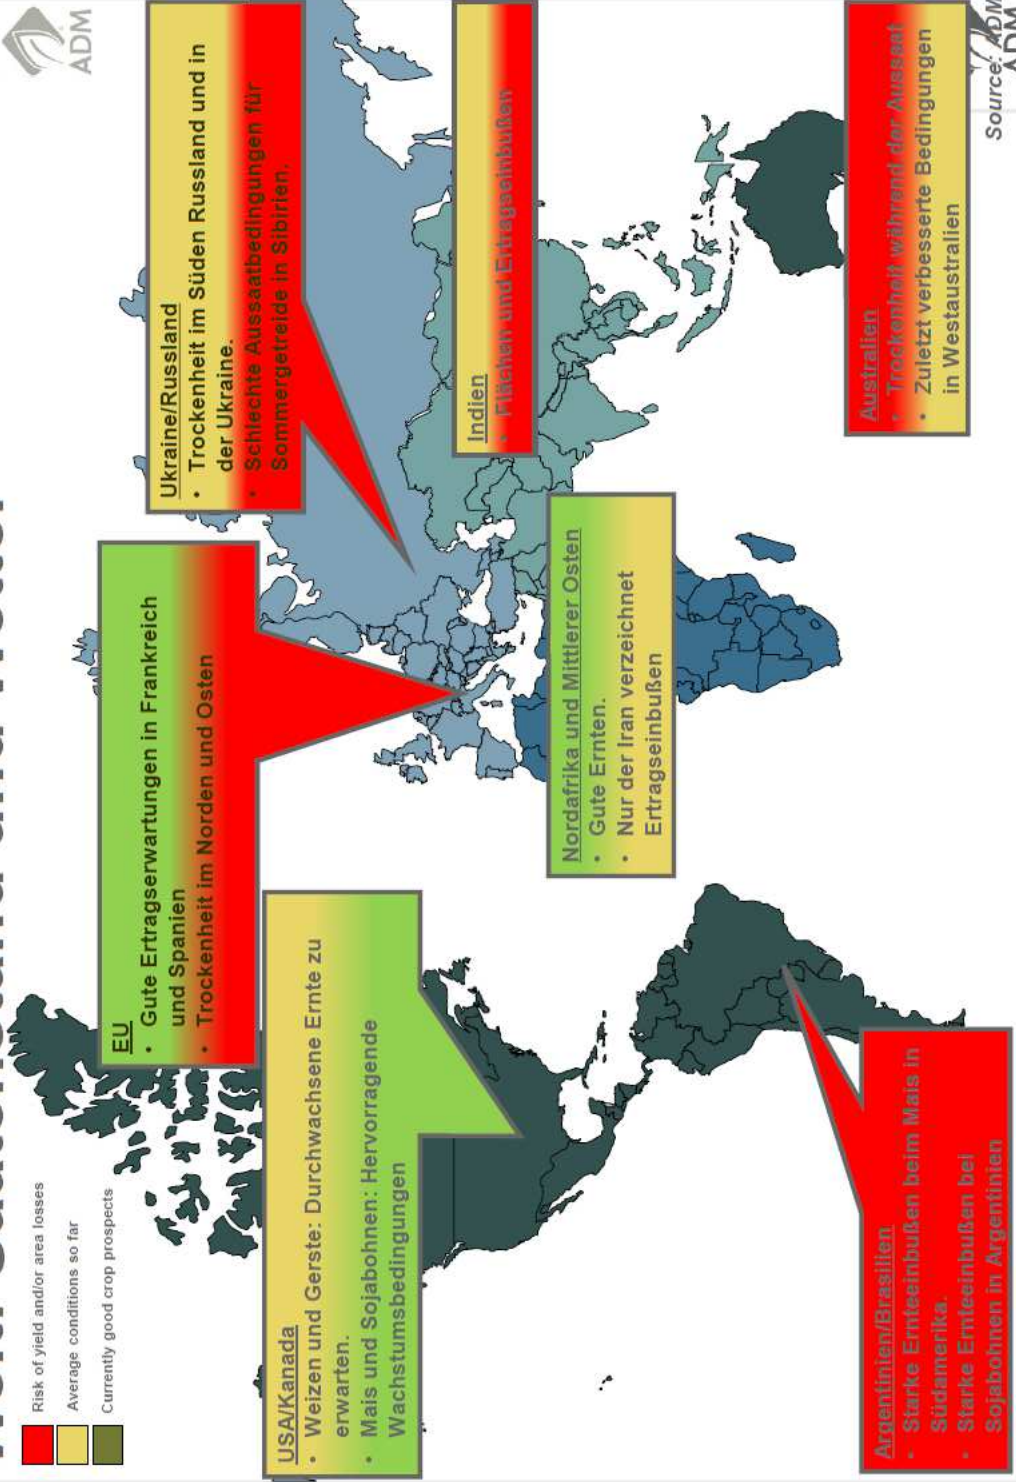 Risk of yield and/or area losses
Average conditions so far
Currently good crop prospects
ADM
EU
• Gute Ertragserwartungen in Frankreich
und Spanien
• Trockenheit im Norden und Osten
Ukraine/Russland
• Trockenheit im Süden Russland und in
der Ukraine.
• Schlechte Aussaatbedingungen für
Sommergetreide in Sibirien.
USA/Kanada
• Weizen und Gerste: Durchwachsene Ernte zu
erwarten.
• Mais und Sojabohnen: Hervorragende
Wachstumsbedingungen
Indien
• Flächen und Ertragseinbußen
Nordafrika und Mittlerer Osten
• Gute Ernten.
• Nur der Iran verzeichnet
Ertragseinbußen
Argentinien/Brasilien
• Starke Ernteeinbußen beim Mais in
Südamerika.
• Starke Ernteeinbußen bei
Sojabohnen in Argentinien
Australien
• Trockenheit während der Aussaat
• Zuletzt verbesserte Bedingungen
in Westaustralien
Source: ADM
ADM